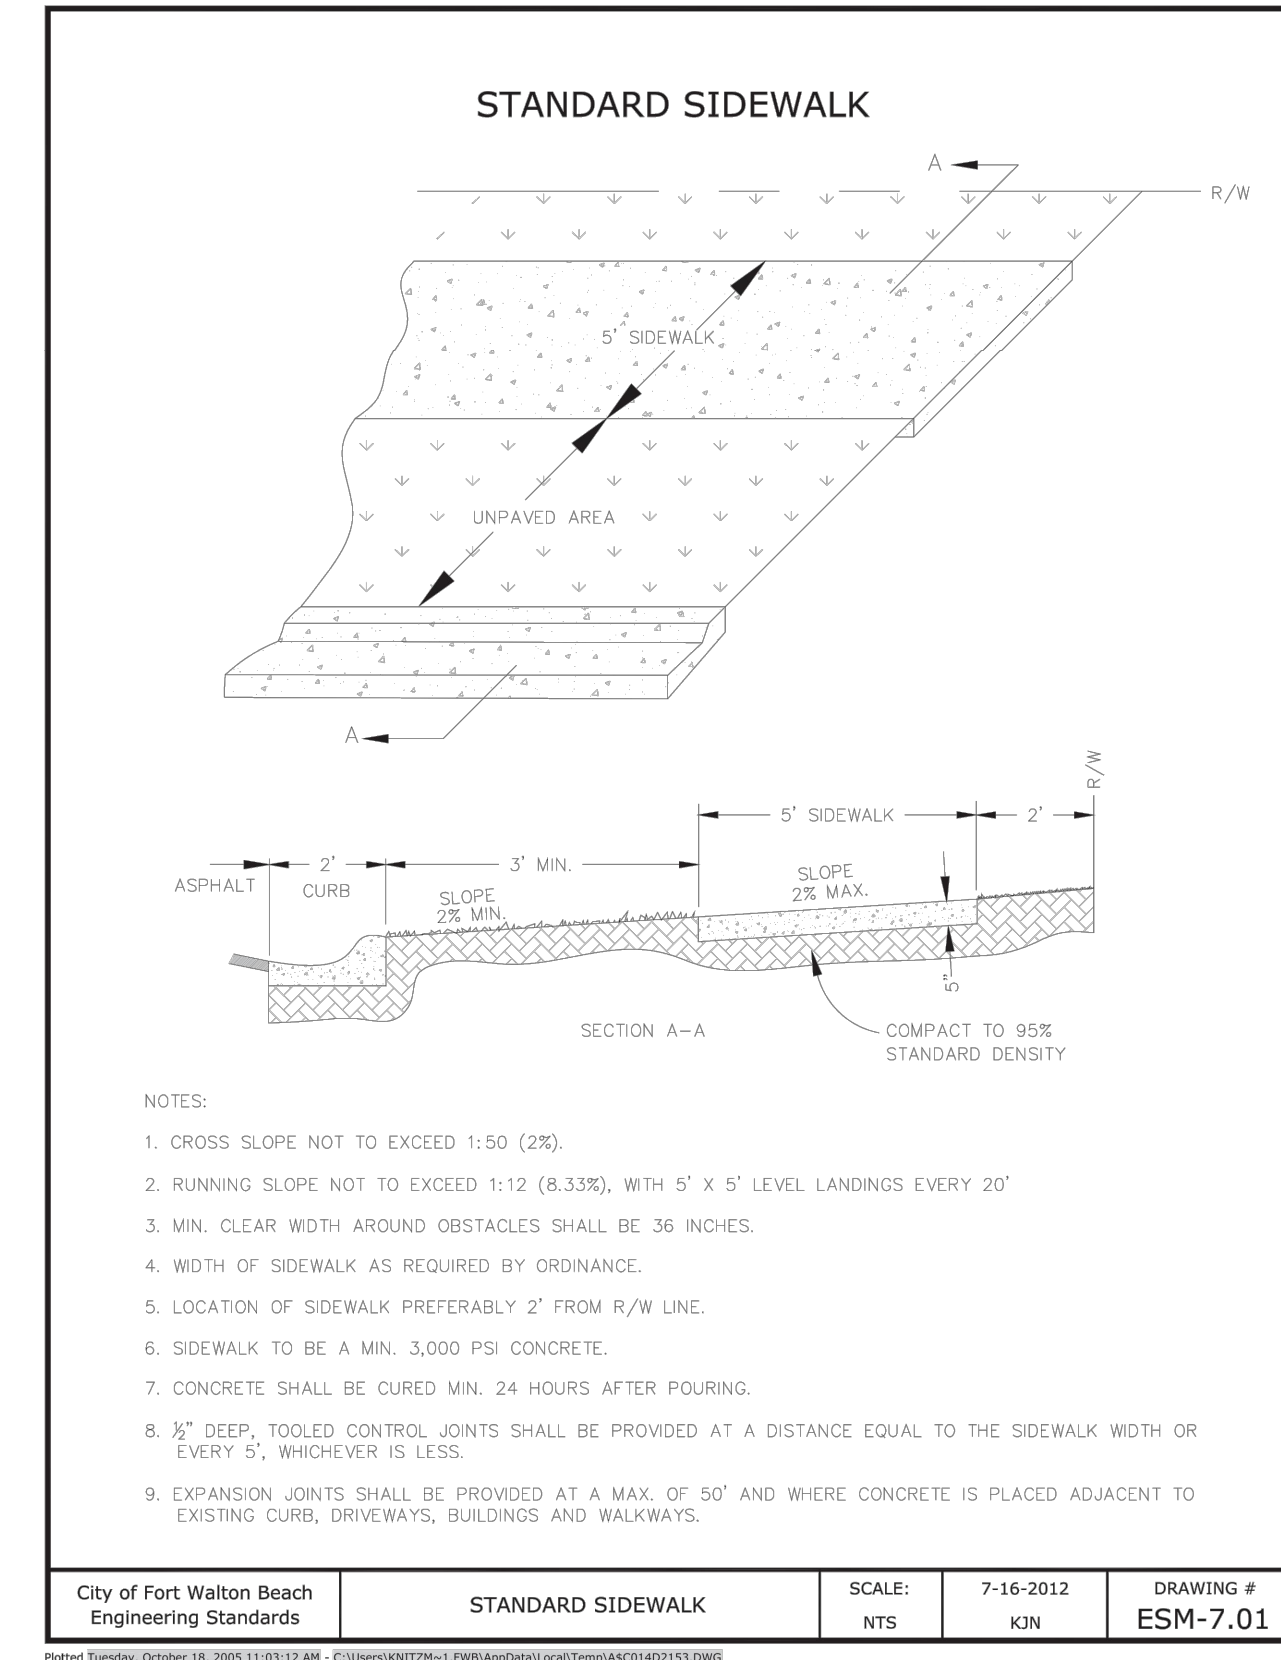 STANDARD SIDEWALK
A
R/W
5' SIDEWALK
UNPAVED AREA
A
R/W
5' SIDEWALK
2'
2'
3' MIN.
ASPHALT
CURB
SLOPE
2% MIN.
SLOPE
2% MAX.
5"
SECTION A-A
COMPACT TO 95%
STANDARD DENSITY
NOTES:
1. CROSS SLOPE NOT TO EXCEED 1:50 (2%).
2. RUNNING SLOPE NOT TO EXCEED 1:12 (8.33%), WITH 5' X 5' LEVEL LANDINGS EVERY 20'
3. MIN. CLEAR WIDTH AROUND OBSTACLES SHALL BE 36 INCHES.
4. WIDTH OF SIDEWALK AS REQUIRED BY ORDINANCE.
5. LOCATION OF SIDEWALK PREFERABLY 2' FROM R/W LINE.
6. SIDEWALK TO BE A MIN. 3,000 PSI CONCRETE.
7. CONCRETE SHALL BE CURED MIN. 24 HOURS AFTER POURING.
8. ½" DEEP, TOOLED CONTROL JOINTS SHALL BE PROVIDED AT A DISTANCE EQUAL TO THE SIDEWALK WIDTH OR
EVERY 5', WHICHEVER IS LESS.
9. EXPANSION JOINTS SHALL BE PROVIDED AT A MAX. OF 50' AND WHERE CONCRETE IS PLACED ADJACENT TO
EXISTING CURB, DRIVEWAYS, BUILDINGS AND WALKWAYS.
City of Fort Walton Beach
Engineering Standards
STANDARD SIDEWALK
SCALE:
NTS
7-16-2012
KJN
DRAWING #
ESM-7.01
Plotted Tuesday, October 18, 2005 11:03:12 AM - C:\Users\KNITZM~1.FWB\AppData\Local\Temp\A$C014D2153.DWG